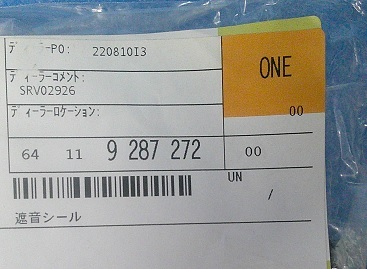 ディーラーPO: 220810I3
ONE
ディーラーコメント:
SRV02926
ディーラーロケーション:
00
64 11 9 287 272 00
UN
/
遮音シール